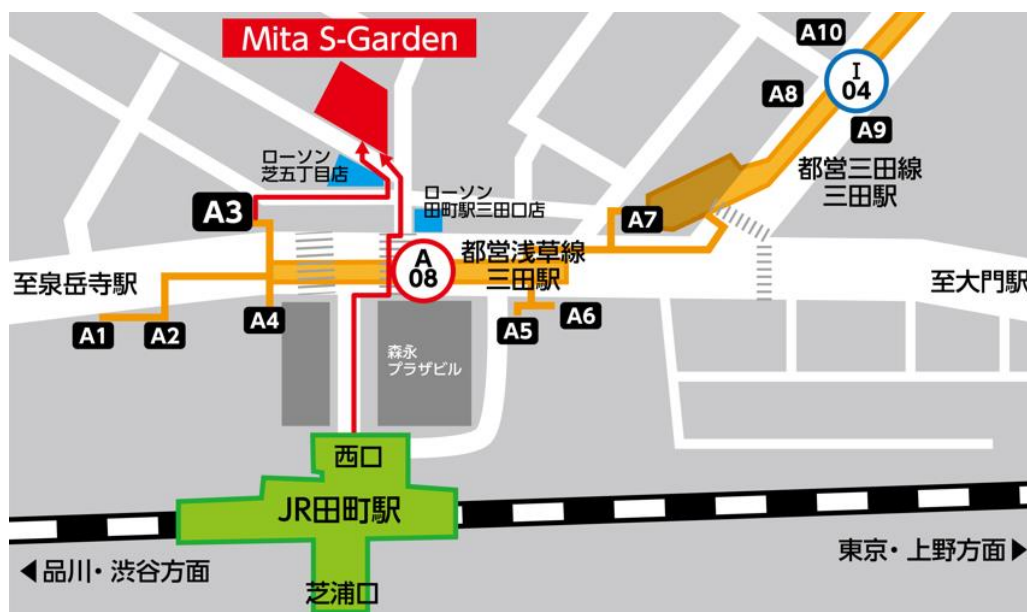 Mita S-Garden
A10
I
04
A8
A9
都営三田線
三田駅
ローソン
芝五丁目店
ローソン
田町駅三田口店
A3
A7
A
08
都営浅草線
三田駅
至泉岳寺駅
至大門駅
A1
A2
A4
A5
A6
森永
プラザビル
西口
JR田町駅
◀品川・渋谷方面
東京・上野方面▶
芝浦口